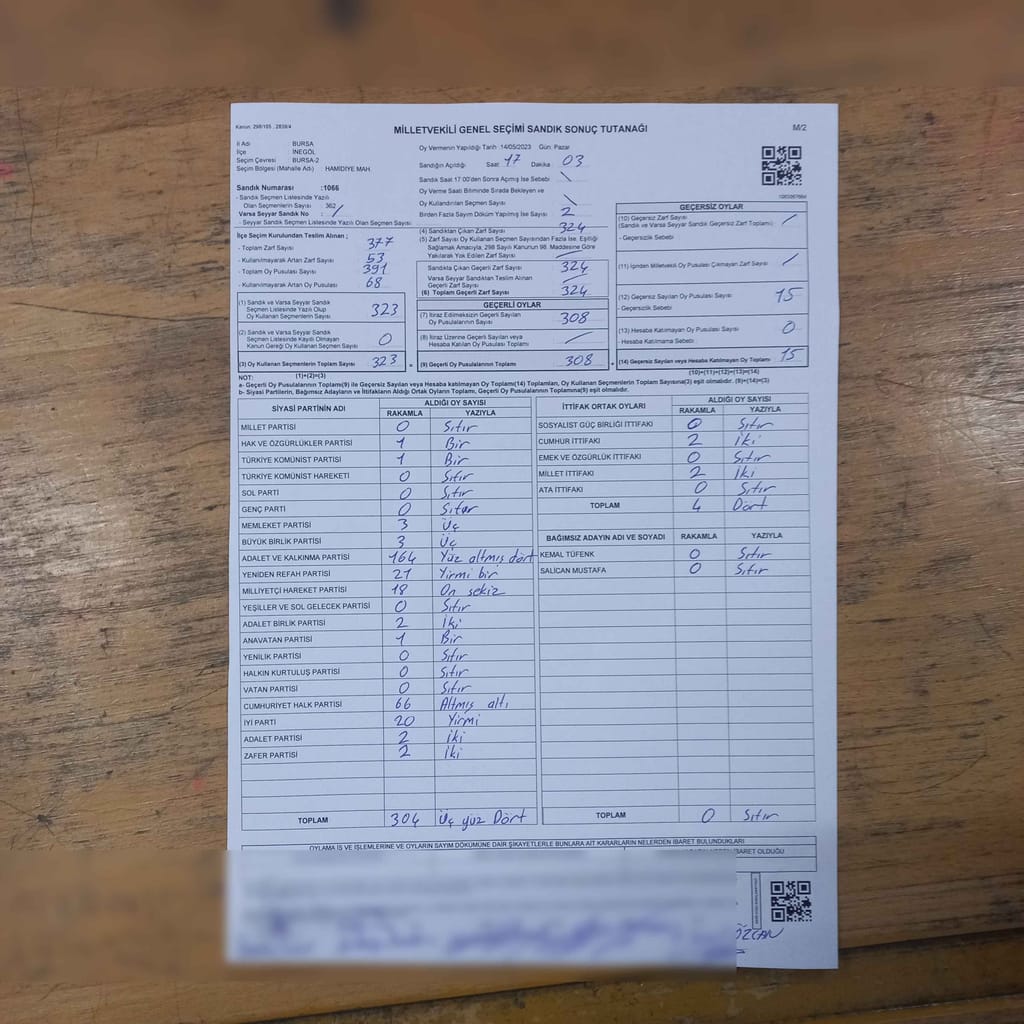 Kanun: 298/105 , 2839/4
MİLLETVEKİLİ GENEL SEÇİMİ SANDIK SONUÇ TUTANAĞI
M/2
İl Adı BURSA
İlçe İNEGÖL
Seçim Çevresi BURSA-2
Seçim Bölgesi (Mahalle Adı) HAMİDİYE MAH.
Oy Vermenin Yapıldığı Tarih :14/05/2023 Gün: Pazar
Sandığın Açıldığı Saat 17 Dakika 03
Sandık Saat 17:00'den Sonra Açılmış İse Sebebi \
Oy Verme Saati Bitiminde Sırada Bekleyen ve
Oy Kullandırılan Seçmen Sayısı \
Birden Fazla Sayım Döküm Yapılmış İse Sayısı 2
Sandık Numarası :1066
- Sandık Seçmen Listesinde Yazılı
Olan Seçmenlerin Sayısı 362
Varsa Seyyar Sandık No : /
- Seyyar Sandık Seçmen Listesinde Yazılı Olan Seçmen Sayısı
İlçe Seçim Kurulundan Teslim Alınan ;
- Toplam Zarf Sayısı 377
- Kullanılmayarak Artan Zarf Sayısı 53
- Toplam Oy Pusulası Sayısı 391
- Kullanılmayarak Artan Oy Pusulası 68
(4) Sandıktan Çıkan Zarf Sayısı 324
(5) Zarf Sayısı Oy Kullanan Seçmen Sayısından Fazla İse, Eşitliği
Sağlamak Amacıyla, 298 Sayılı Kanunun 98. Maddesine Göre
Yakılarak Yok Edilen Zarf Sayısı
Sandıkta Çıkan Geçerli Zarf Sayısı 324
Varsa Seyyar Sandıktan Teslim Alınan
Geçerli Zarf Sayısı
(6) Toplam Geçerli Zarf Sayısı 324
GEÇERSİZ OYLAR
(10) Geçersiz Zarf Sayısı /
(Sandık ve Varsa Seyyar Sandık Geçersiz Zarf Toplamı)
- Geçersizlik Sebebi
(11) İçinden Milletvekili Oy Pusulası Çıkmayan Zarf Sayısı /
(12) Geçersiz Sayılan Oy Pusulası Sayısı 15
- Geçersizlik Sebebi
(13) Hesaba Katılmayan Oy Pusulası Sayısı 0
- Hesaba Katılmama Sebebi
(14) Geçersiz Sayılan veya Hesaba Katılmayan Oy Toplamı 15
(10)+(11)+(12)+(13)=(14)
(1) Sandık ve Varsa Seyyar Sandık
Seçmen Listesinde Yazılı Olup
Oy Kullanan Seçmenlerin Sayısı 323
(2) Sandık ve Varsa Seyyar Sandık
Seçmen Listesinde Kaydı Olmayan
Kanun Gereği Oy Kullanan Seçmen Sayısı 0
(3) Oy Kullanan Seçmenlerin Toplam Sayısı 323
(1)+(2)=(3)
GEÇERLİ OYLAR
(7) İtiraz Edilmeksizin Geçerli Sayılan
Oy Pusulalarının Sayısı 308
(8) İtiraz Üzerine Geçerli Sayılan veya
Hesaba Katılan Oy Pusulası Toplamı /
(9) Geçerli Oy Pusulalarının Toplamı 308
NOT:
a- Geçerli Oy Pusulalarının Toplamı(9) ile Geçersiz Sayılan veya Hesaba katılmayan Oy Toplamı(14) Toplamları, Oy Kullanan Seçmenlerin Toplam Sayısına(3) eşit olmalıdır. (9)+(14)=(3)
b- Siyasi Partilerin, Bağımsız Adayların ve İttifakların Aldığı Ortak Oyların Toplamı, Geçerli Oy Pusulalarının Toplamına(9) eşit olmalıdır.
SİYASİ PARTİNİN ADI ALDIĞI OY SAYISI
RAKAMLA YAZIYLA
MİLLET PARTİSİ 0 Sıfır
HAK VE ÖZGÜRLÜKLER PARTİSİ 1 Bir
TÜRKİYE KOMÜNİST PARTİSİ 1 Bir
TÜRKİYE KOMÜNİST HAREKETİ 0 Sıfır
SOL PARTİ 0 Sıfır
GENÇ PARTİ 0 Sıfır
MEMLEKET PARTİSİ 3 Üç
BÜYÜK BİRLİK PARTİSİ 3 Üç
ADALET VE KALKINMA PARTİSİ 164 Yüz altmış dört
YENİDEN REFAH PARTİSİ 21 Yirmi bir
MİLLİYETÇİ HAREKET PARTİSİ 18 On sekiz
YEŞİLLER VE SOL GELECEK PARTİSİ 0 Sıfır
ADALET BİRLİK PARTİSİ 2 İki
ANAVATAN PARTİSİ 1 Bir
YENİLİK PARTİSİ 0 Sıfır
HALKIN KURTULUŞ PARTİSİ 0 Sıfır
VATAN PARTİSİ 0 Sıfır
CUMHURİYET HALK PARTİSİ 66 Altmış altı
İYİ PARTİ 20 Yirmi
ADALET PARTİSİ 2 İki
ZAFER PARTİSİ 2 İki
TOPLAM 304 Üç yüz Dört
İTTİFAK ORTAK OYLARI ALDIĞI OY SAYISI
RAKAMLA YAZIYLA
SOSYALİST GÜÇ BİRLİĞİ İTTİFAKI 0 Sıfır
CUMHUR İTTİFAKI 2 İki
EMEK VE ÖZGÜRLÜK İTTİFAKI 0 Sıfır
MİLLET İTTİFAKI 2 İki
ATA İTTİFAKI 0 Sıfır
TOPLAM 4 Dört
BAĞIMSIZ ADAYIN ADI VE SOYADI RAKAMLA YAZIYLA
KEMAL TÜFENK 0 Sıfır
SALİCAN MUSTAFA 0 Sıfır
TOPLAM 0 Sıfır
OYLAMA İŞ VE İŞLEMLERİNE VE OYLARIN SAYIM DÖKÜMÜNE DAİR ŞİKAYETLERLE BUNLARA AİT KARARLARIN NELERDEN İBARET BULUNDUKLARI
İBARET OLDUĞU
ÖZCAN